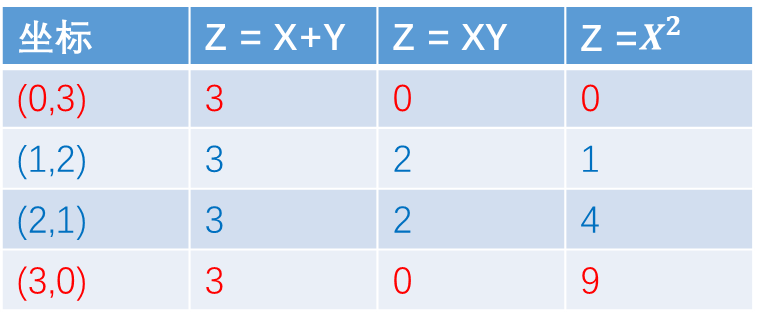 坐标 Z = X+Y Z = XY Z =X²
(0,3) 3 0 0
(1,2) 3 2 1
(2,1) 3 2 4
(3,0) 3 0 9